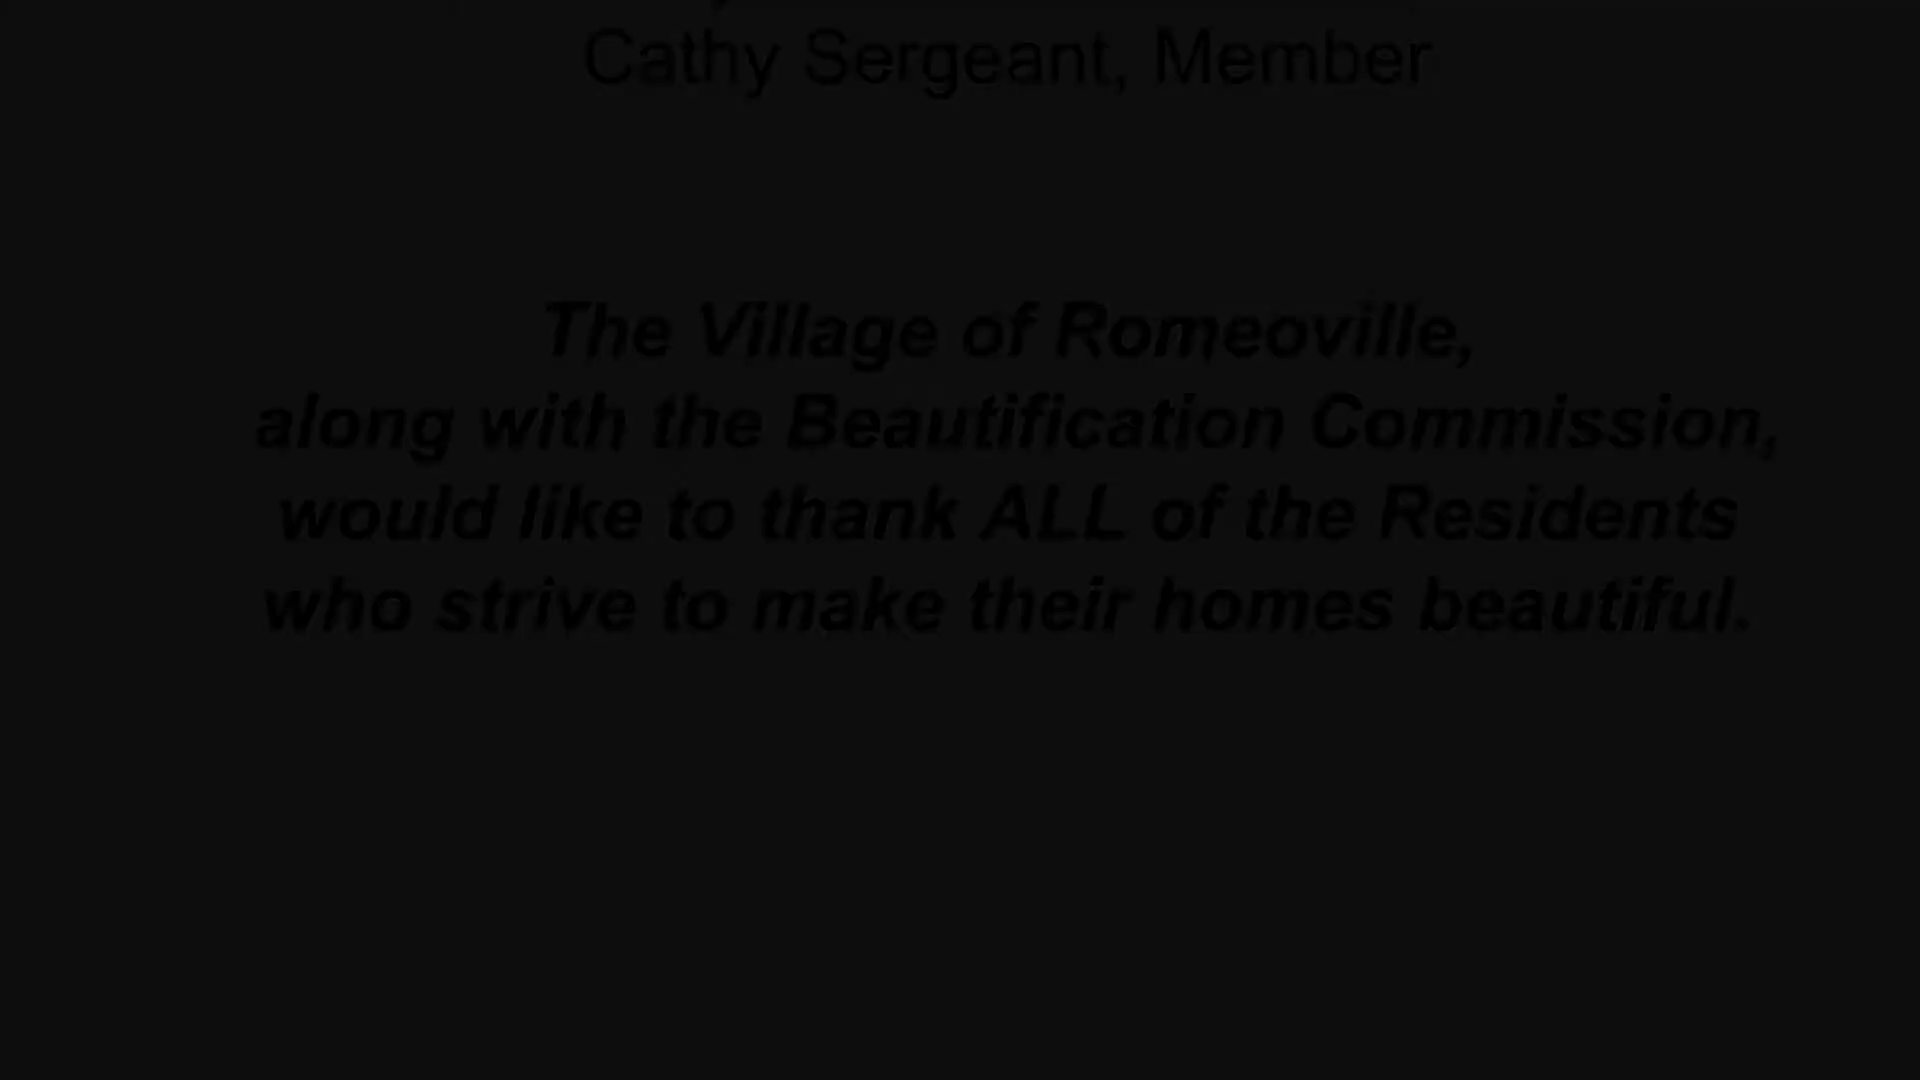 Cathy Sergeant, Member
The Village of Romeoville,
along with the Beautification Commission,
would like to thank ALL of the Residents
who strive to make their homes beautiful.